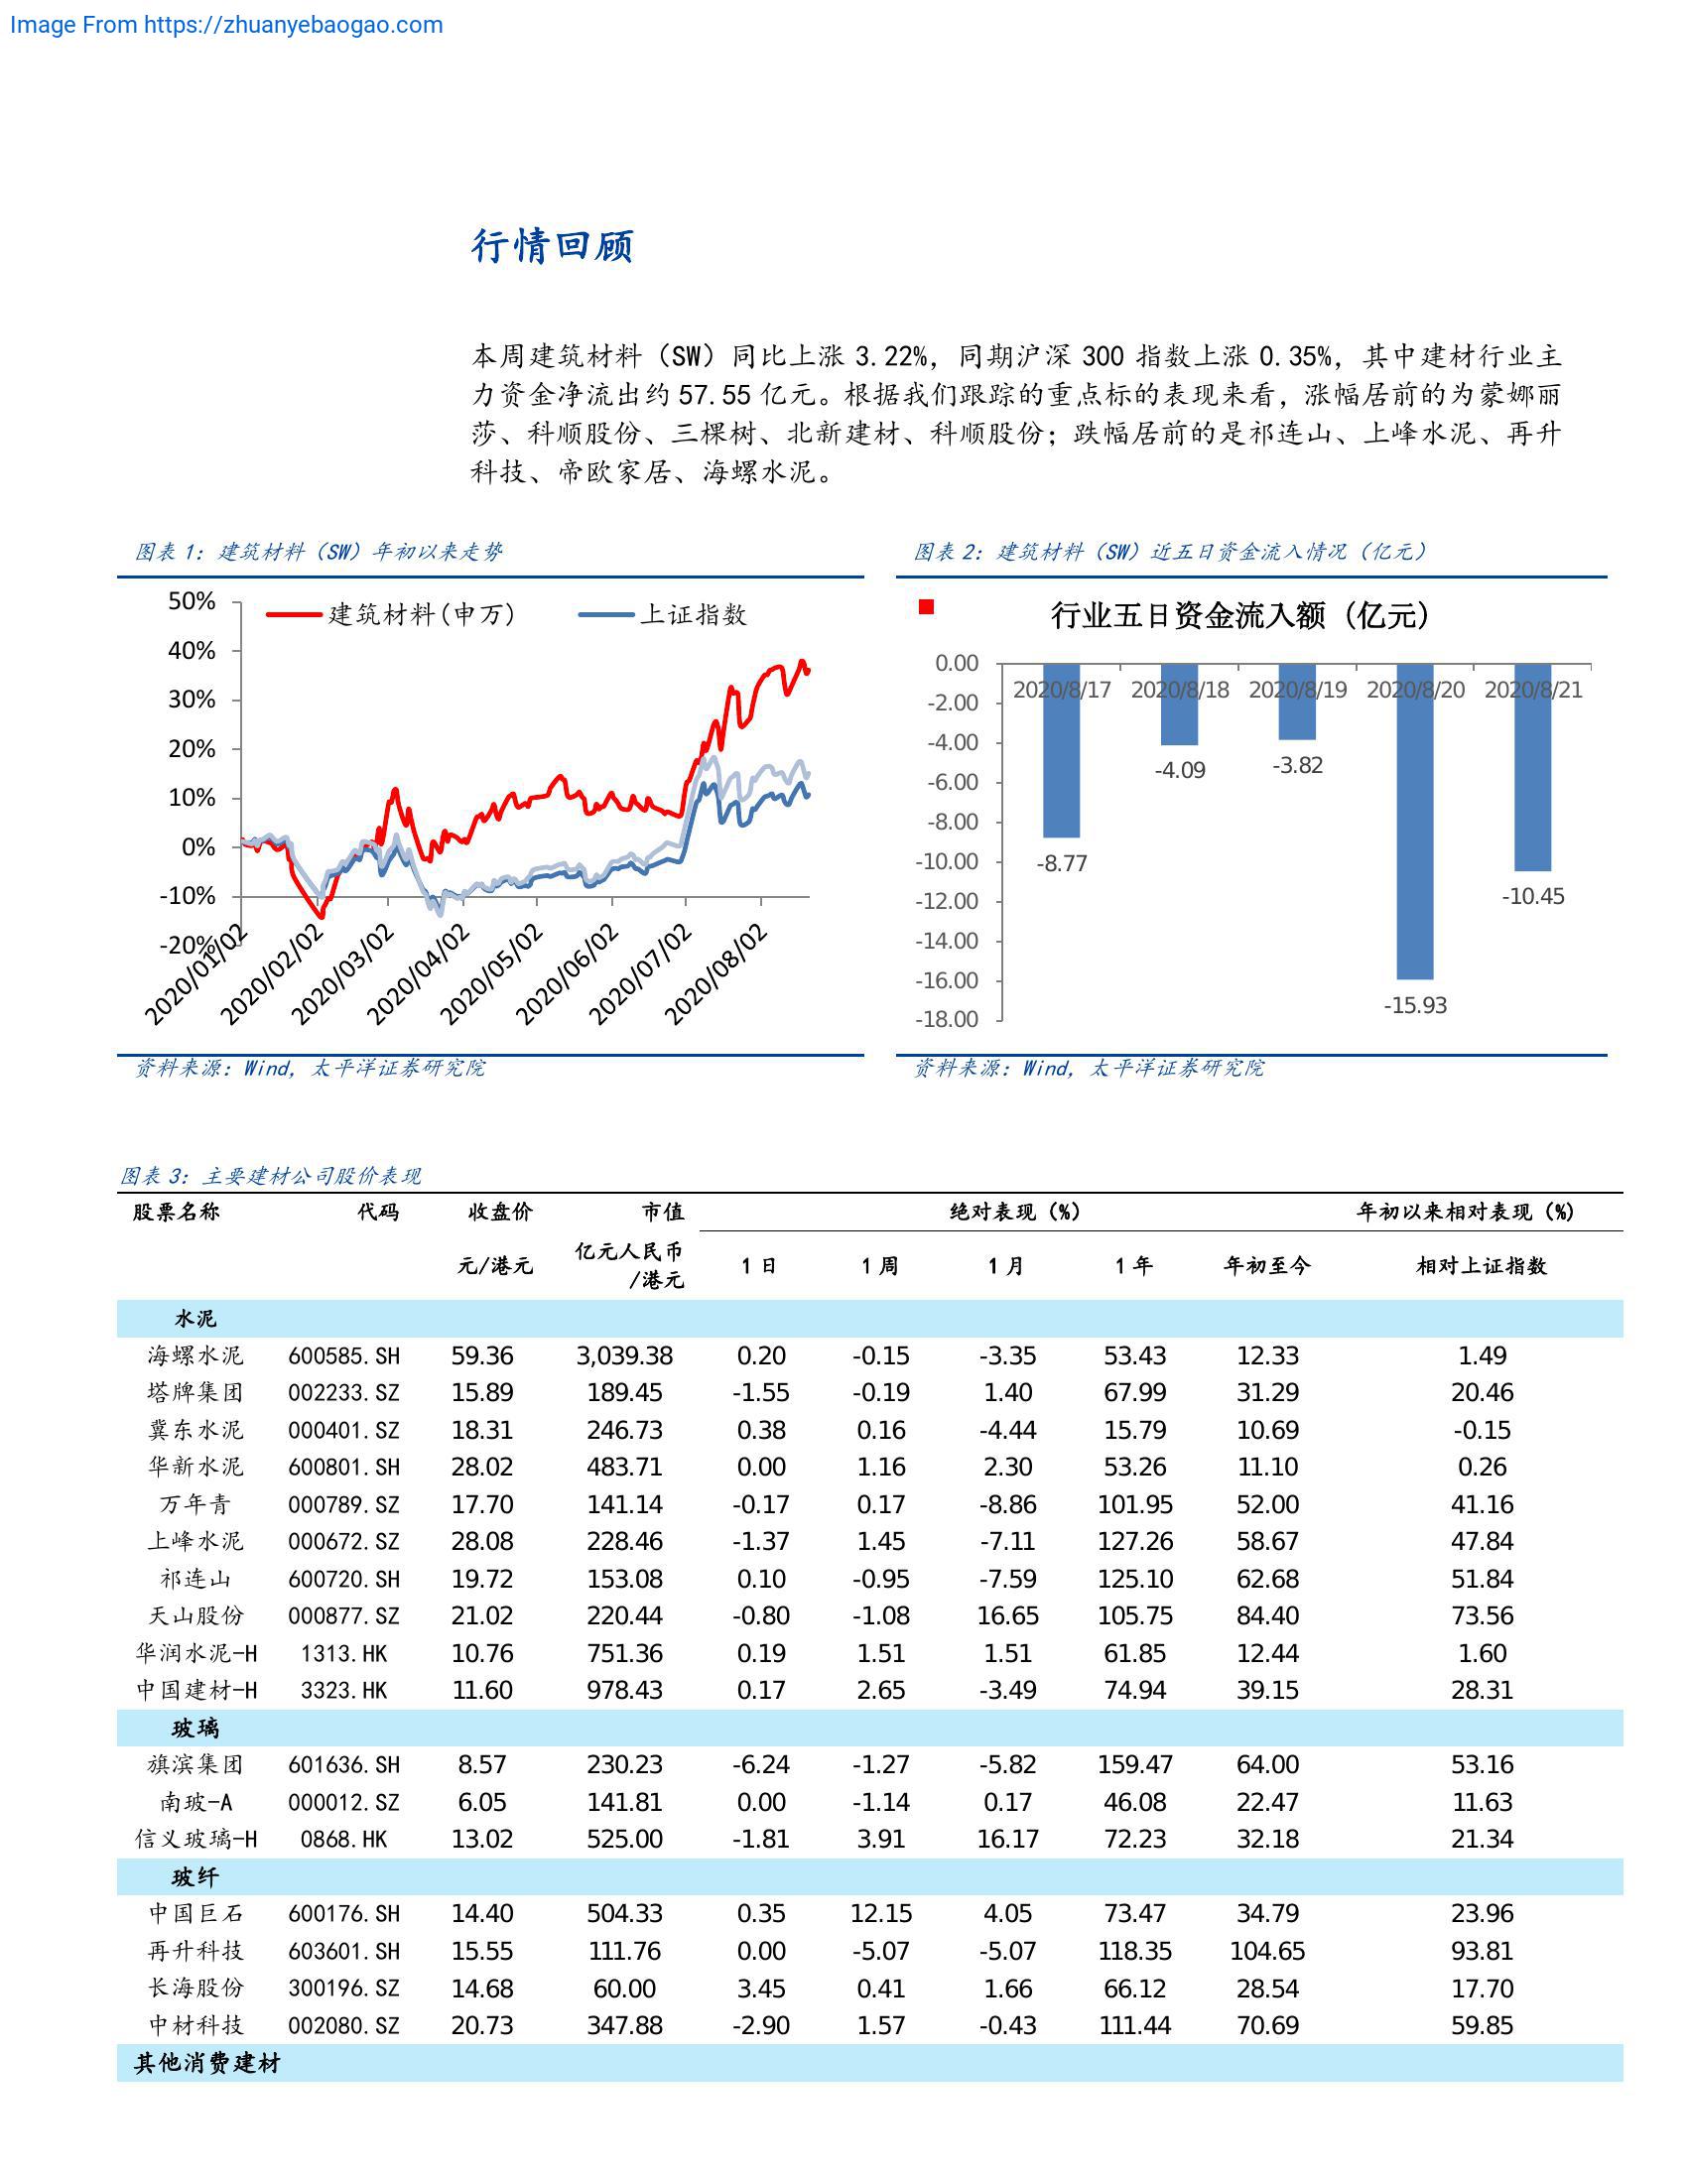 Image From https://zhuanyebaogao.com
行情回顾
本周建筑材料（SW）同比上涨 3.22%，同期沪深 300 指数上涨 0.35%，其中建材行业主
力资金净流出约 57.55 亿元。根据我们跟踪的重点标的表现来看，涨幅居前的为蒙娜丽
莎、科顺股份、三棵树、北新建材、科顺股份；跌幅居前的是祁连山、上峰水泥、再升
科技、帝欧家居、海螺水泥。
图表 1：建筑材料（SW）年初以来走势
50%
40%
30%
20%
10%
0%
-10%
-20%
建筑材料(申万)
上证指数
2020/01/02
2020/02/02
2020/03/02
2020/04/02
2020/05/02
2020/06/02
2020/07/02
2020/08/02
资料来源：Wind，太平洋证券研究院
图表 2：建筑材料（SW）近五日资金流入情况（亿元）
行业五日资金流入额（亿元）
0.00
-2.00
-4.00
-6.00
-8.00
-10.00
-12.00
-14.00
-16.00
-18.00
2020/8/17 2020/8/18 2020/8/19 2020/8/20 2020/8/21
-8.77
-4.09
-3.82
-15.93
-10.45
资料来源：Wind，太平洋证券研究院
图表 3：主要建材公司股价表现
股票名称 代码 收盘价 市值 绝对表现（%） 年初以来相对表现（%）
元/港元 亿元人民币/港元 1 日 1 周 1 月 1 年 年初至今 相对上证指数
水泥
海螺水泥 600585.SH 59.36 3,039.38 0.20 -0.15 -3.35 53.43 12.33 1.49
塔牌集团 002233.SZ 15.89 189.45 -1.55 -0.19 1.40 67.99 31.29 20.46
冀东水泥 000401.SZ 18.31 246.73 0.38 0.16 -4.44 15.79 10.69 -0.15
华新水泥 600801.SH 28.02 483.71 0.00 1.16 2.30 53.26 11.10 0.26
万年青 000789.SZ 17.70 141.14 -0.17 0.17 -8.86 101.95 52.00 41.16
上峰水泥 000672.SZ 28.08 228.46 -1.37 1.45 -7.11 127.26 58.67 47.84
祁连山 600720.SH 19.72 153.08 0.10 -0.95 -7.59 125.10 62.68 51.84
天山股份 000877.SZ 21.02 220.44 -0.80 -1.08 16.65 105.75 84.40 73.56
华润水泥-H 1313.HK 10.76 751.36 0.19 1.51 1.51 61.85 12.44 1.60
中国建材-H 3323.HK 11.60 978.43 0.17 2.65 -3.49 74.94 39.15 28.31
玻璃
旗滨集团 601636.SH 8.57 230.23 -6.24 -1.27 -5.82 159.47 64.00 53.16
南玻-A 000012.SZ 6.05 141.81 0.00 -1.14 0.17 46.08 22.47 11.63
信义玻璃-H 0868.HK 13.02 525.00 -1.81 3.91 16.17 72.23 32.18 21.34
玻纤
中国巨石 600176.SH 14.40 504.33 0.35 12.15 4.05 73.47 34.79 23.96
再升科技 603601.SH 15.55 111.76 0.00 -5.07 -5.07 118.35 104.65 93.81
长海股份 300196.SZ 14.68 60.00 3.45 0.41 1.66 66.12 28.54 17.70
中材科技 002080.SZ 20.73 347.88 -2.90 1.57 -0.43 111.44 70.69 59.85
其他消费建材